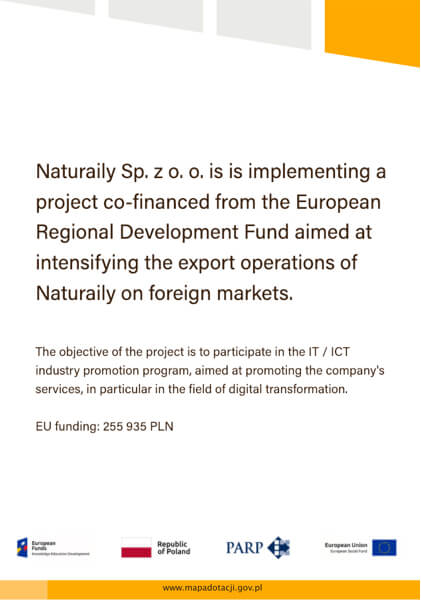 Naturaily Sp. z o. o. is is implementing a
project co-financed from the European
Regional Development Fund aimed at
intensifying the export operations of
Naturaily on foreign markets.
The objective of the project is to participate in the IT / ICT
industry promotion program, aimed at promoting the company's
services, in particular in the field of digital transformation.
EU funding: 255 935 PLN
European
Funds
Knowledge Education Development
Republic
of Poland
PARP
European Union
European Social Fund
www.mapadotacji.gov.pl